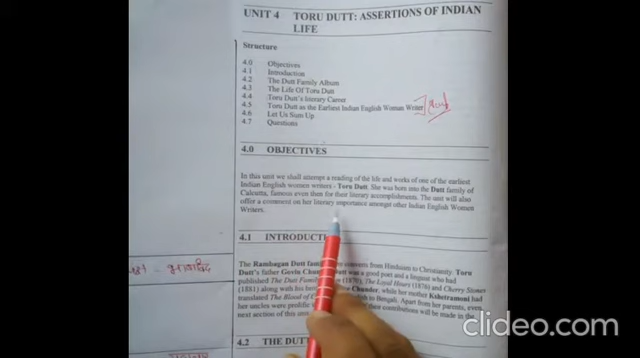 UNIT 4 TORU DUTT: ASSERTIONS OF INDIAN
LIFE
Structure
4.0 Objectives
4.1 Introduction
4.2 The Dutt Family Album
4.3 The Life Of Toru Dutt
4.4 Toru Dutt's literary Career
4.5 Toru Dutt as the Earliest Indian English Woman Writer
4.6 Let Us Sum Up
4.7 Questions
4.0 OBJECTIVES
In this unit we shall attempt a reading of the life and works of one of the earliest
Indian English women writers - Toru Dutt. She was born into the Dutt family of
Calcutta, famous even then for their literary accomplishments. The unit will also
offer a comment on her literary importance amongst other Indian English Women
Writers.
4.1 INTRODUCTI
The Rambagan Dutt family converts from Hinduism to Christianity. Toru
Dutt's father Govin Chun Dutt was a good poet and a linguist who had
published The Dutt Family (1870), The Loyal Hours (1876) and Cherry Stones
(1881) along with his bro Chunder, while her mother Kshetramoni had
translated The Blood of English to Bengali. Apart from her parents, even
her uncles were prolific of their contributions will be made in the
next section of this unit
4.2 THE DUTT
clideo.com